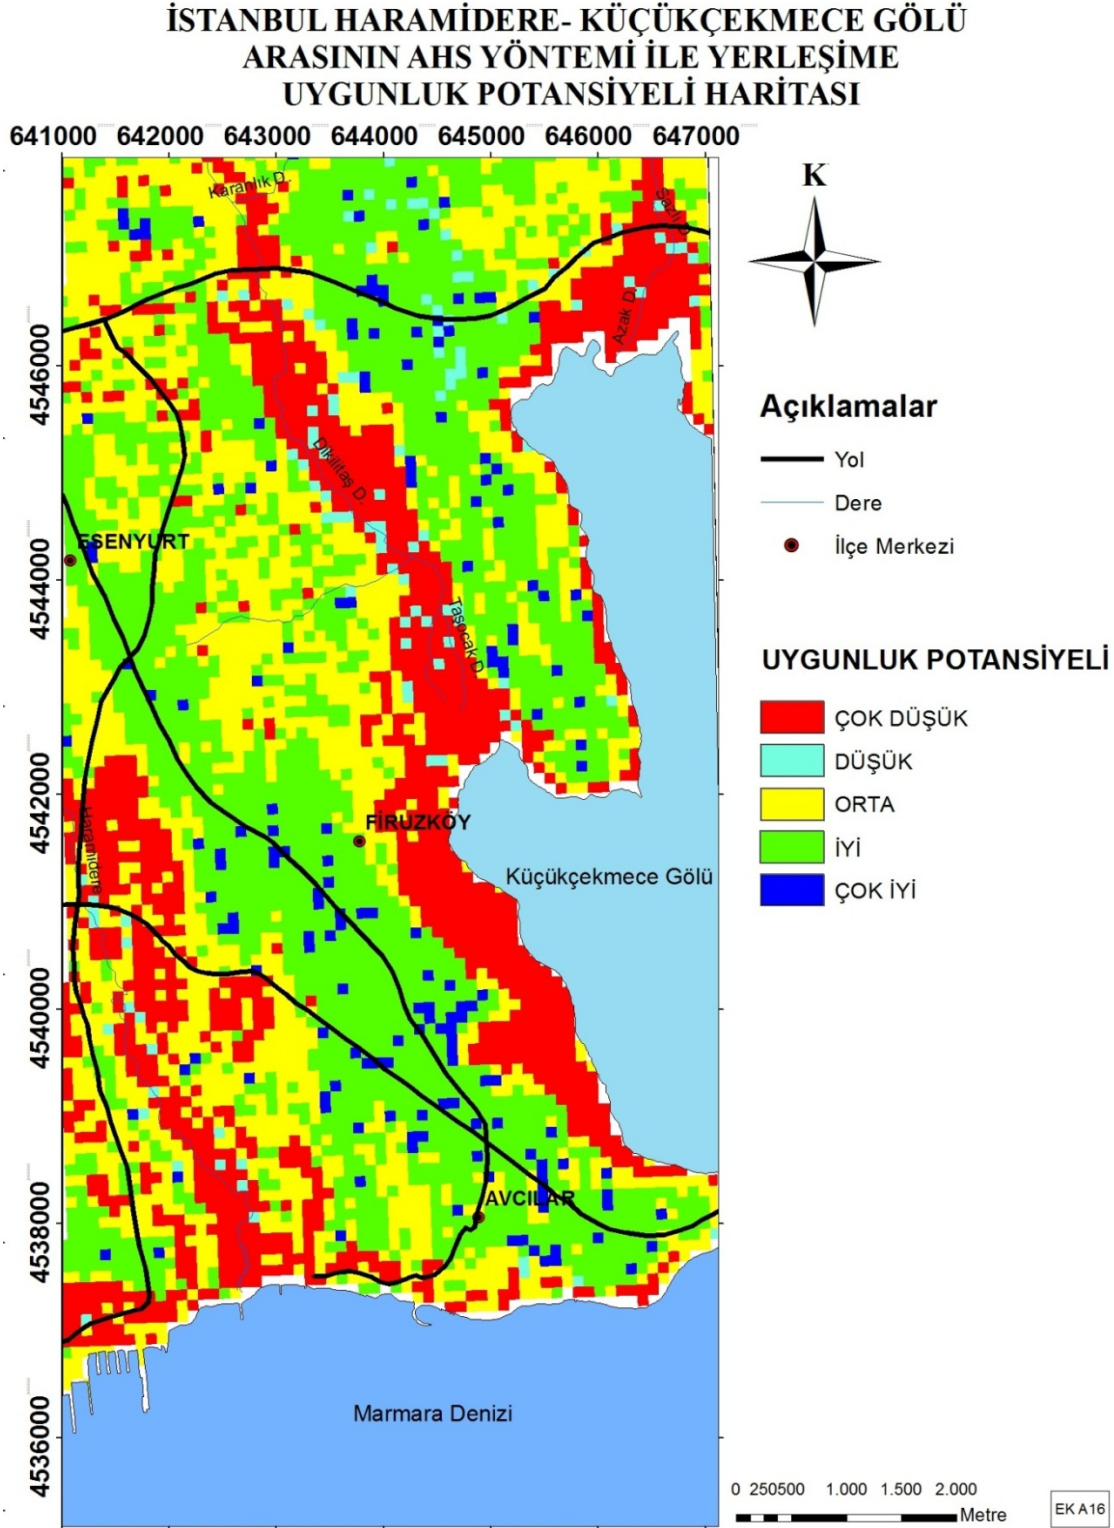 İSTANBUL HARAMİDERE- KÜÇÜKÇEKMECE GÖLÜ
ARASININ AHS YÖNTEMİ İLE YERLEŞİME
UYGUNLUK POTANSİYELİ HARİTASI
641000 642000 643000 644000 645000 646000 647000
K
Karanlık D.
Sazlı D.
Azak D.
4546000
Açıklamalar
Yol
Dere
İlçe Merkezi
Dikilitaş D.
ESENYURT
4544000
Taşocak D.
UYGUNLUK POTANSİYELİ
ÇOK DÜŞÜK
DÜŞÜK
ORTA
İYİ
ÇOK İYİ
4542000
Haramidere
FİRUZKÖY
Küçükçekmece Gölü
4540000
AVCILAR
4538000
Marmara Denizi
4536000
0 250500 1.000 1.500 2.000
Metre
EK A16